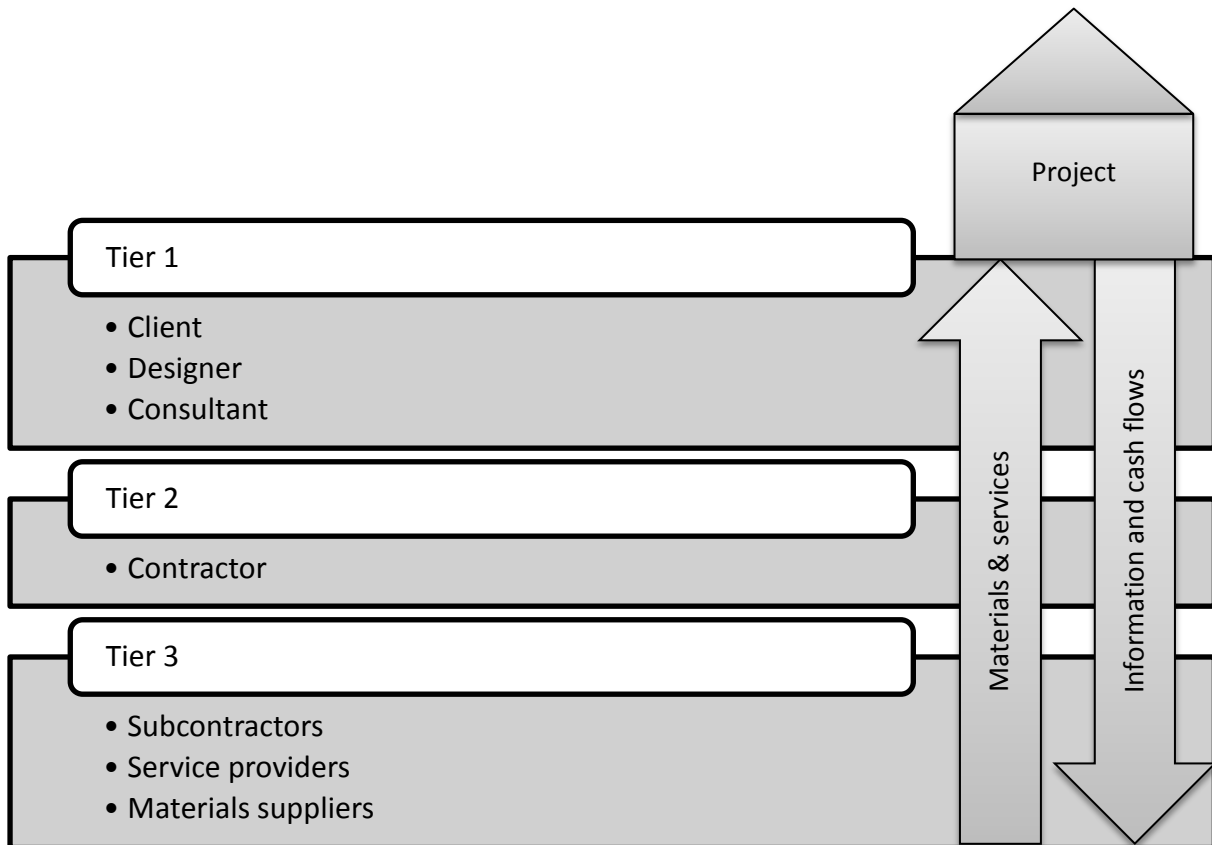 Project
Tier 1
• Client
• Designer
• Consultant
Tier 2
• Contractor
Tier 3
• Subcontractors
• Service providers
• Materials suppliers
Materials & services
Information and cash flows